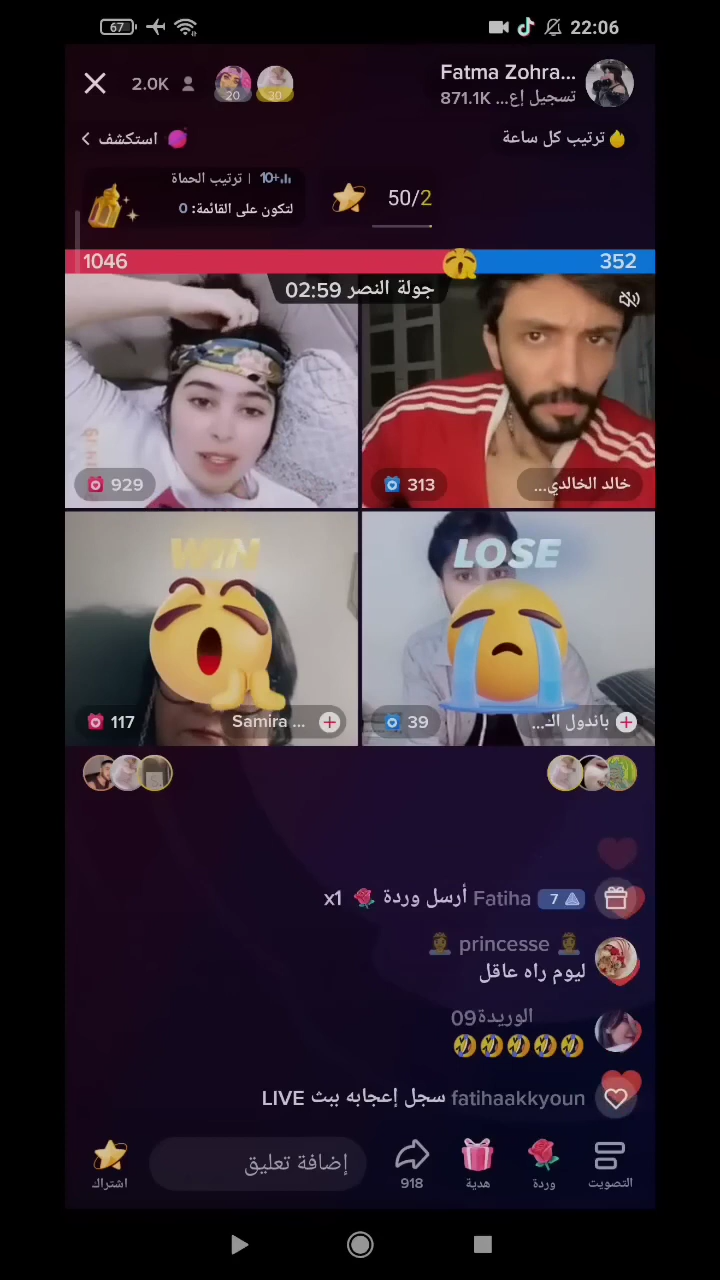 67
22:06
2.0K
20
30
Fatma Zohra...
871.1K تسجيل إع...
استكشف
ترتيب كل ساعة
10+ | ترتيب الحماة
لتكون على القائمة: 0
50/2
1046
352
جولة النصر 02:59
929
313
خالد الخالدي...
WIN
LOSE
117
Samira ...
39
باندول الـ...
7 Fatiha أرسل وردة x1
princesse
ليوم راه عاقل
الوريدة09
🤣🤣🤣🤣🤣
fatihaakkyoun سجل إعجابه ببث LIVE
اشتراك
إضافة تعليق
918
هدية
وردة
التصويت